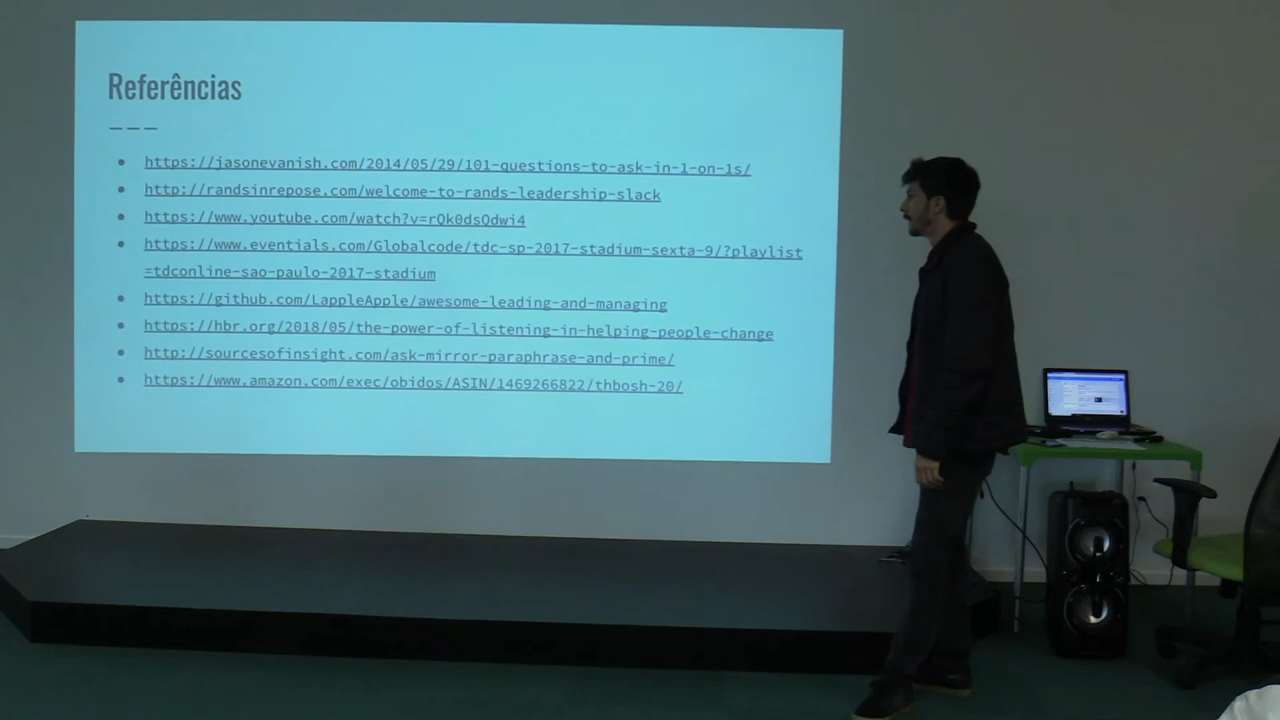 Referências
https://jasonevanish.com/2014/05/29/101-questions-to-ask-in-1-on-1s/
http://randsinrepose.com/welcome-to-rands-leadership-slack
https://www.youtube.com/watch?v=rQk0dsQdwi4
https://www.eventials.com/Globalcode/tdc-sp-2017-stadium-sexta-9/?playlist
=tdconline-sao-paulo-2017-stadium
https://github.com/LappleApple/awesome-leading-and-managing
https://hbr.org/2018/05/the-power-of-listening-in-helping-people-change
http://sourcesofinsight.com/ask-mirror-paraphrase-and-prime/
https://www.amazon.com/exec/obidos/ASIN/1469266822/thbosh-20/